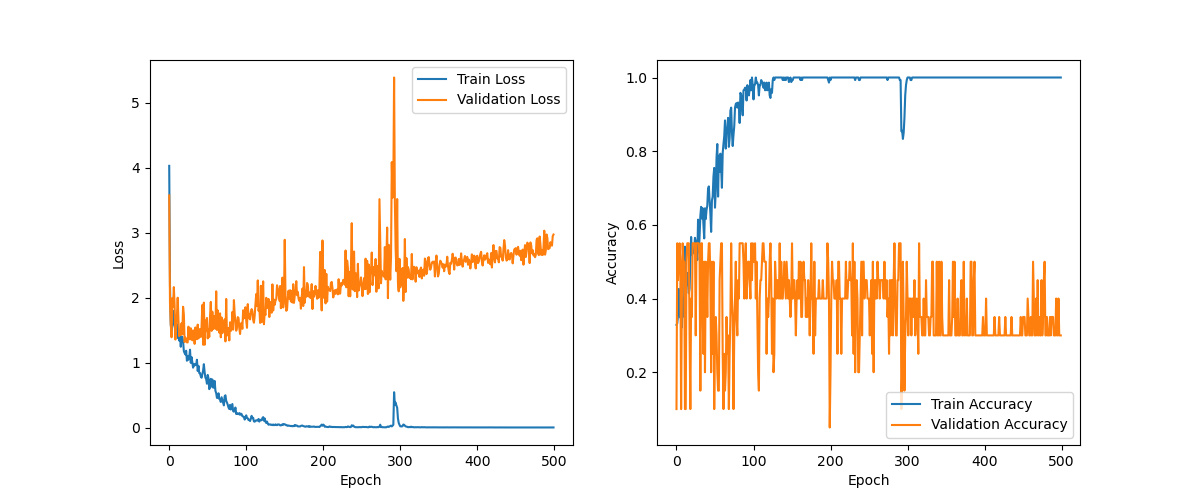 Train Loss
Validation Loss
5
4
3
2
1
0
Loss
0 100 200 300 400 500
Epoch
1.0
0.8
0.6
0.4
0.2
Accuracy
Train Accuracy
Validation Accuracy
0 100 200 300 400 500
Epoch